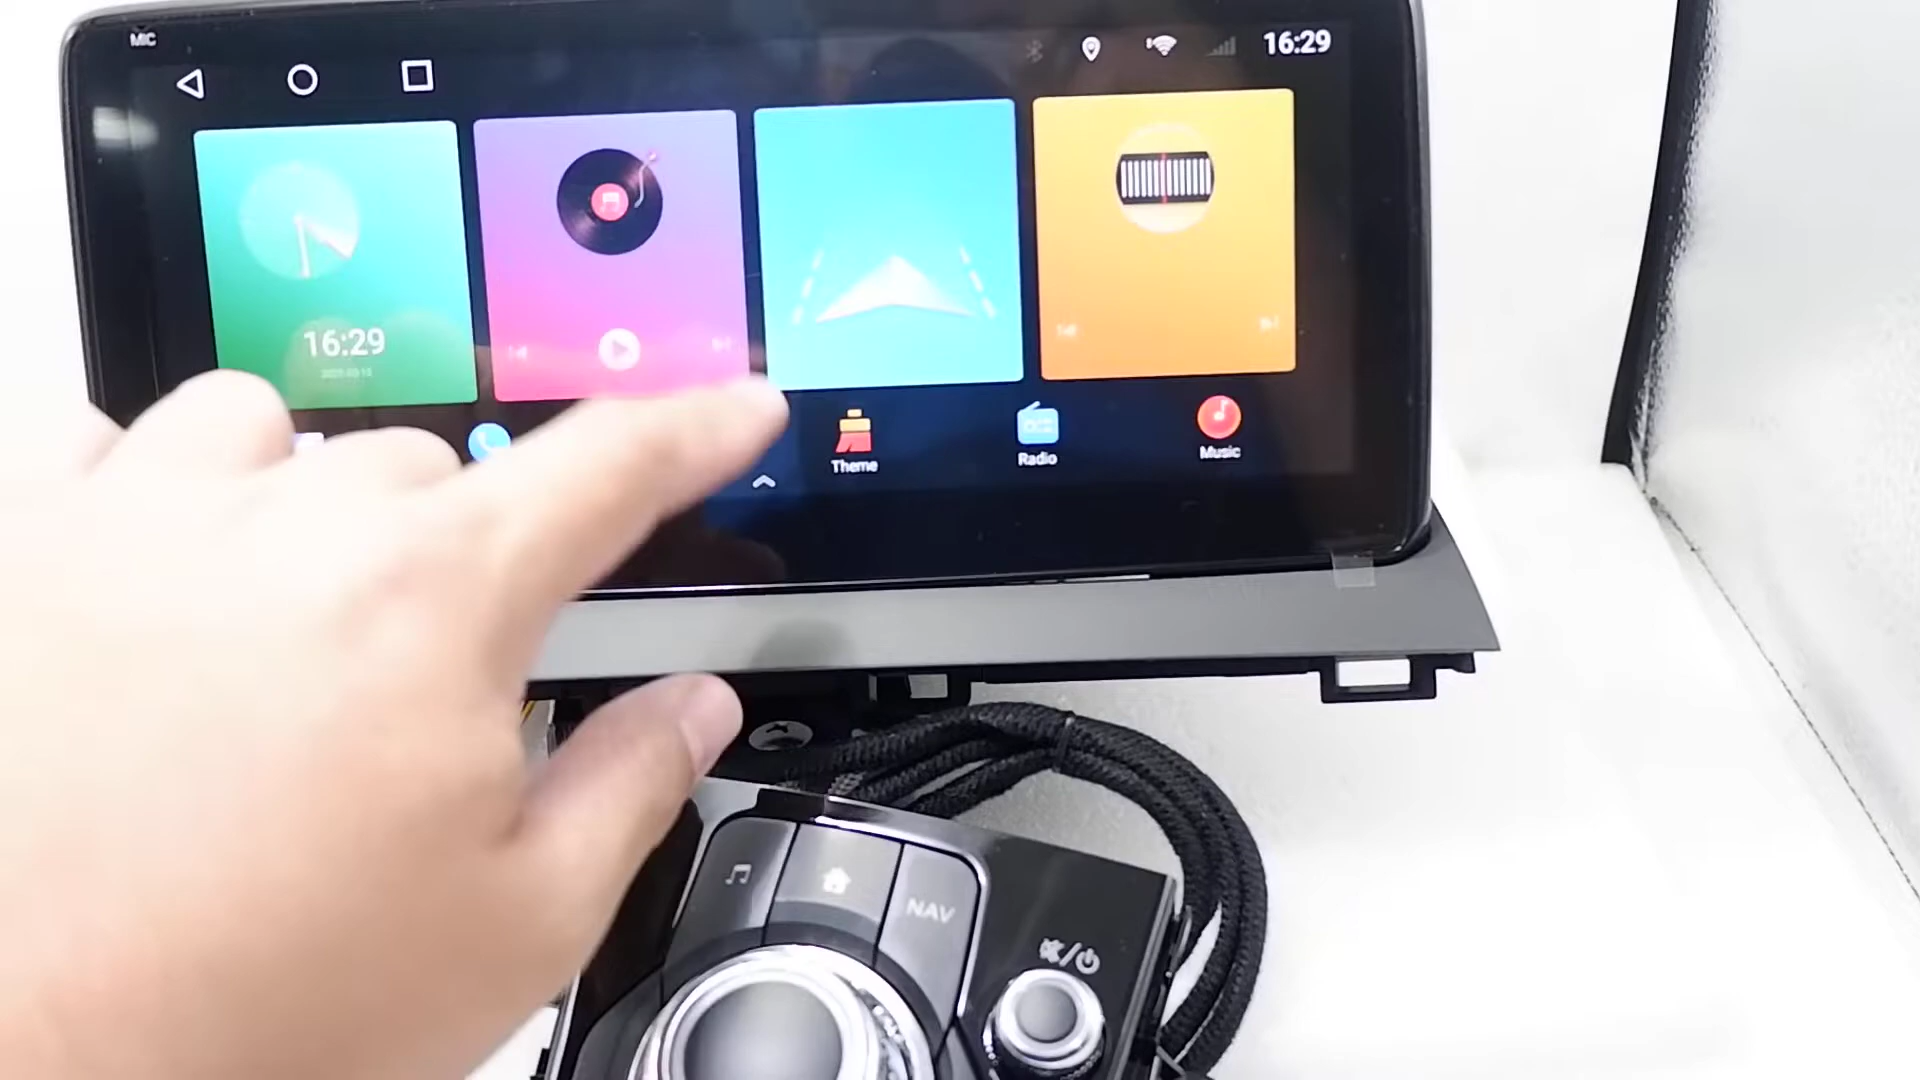 MIC
16:29
16:29
Theme
Radio
Music
NAV